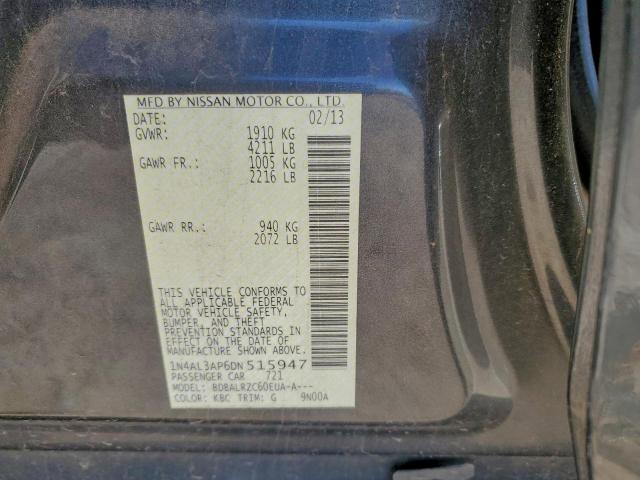 MFD BY NISSAN MOTOR CO., LTD.
DATE: 02/13
GVWR: 1910 KG
4211 LB
GAWR FR.: 1005 KG
2216 LB
GAWR RR.: 940 KG
2072 LB
THIS VEHICLE CONFORMS TO
ALL APPLICABLE FEDERAL
MOTOR VEHICLE SAFETY,
BUMPER, AND THEFT
PREVENTION STANDARDS IN
EFFECT ON THE DATE OF
MANUFACTURE SHOWN ABOVE.
1N4AL3AP6DN 515947
PASSENGER CAR 721
MODEL: BDBALRZC60EUA-A---
COLOR: KBC TRIM: G 9N00A